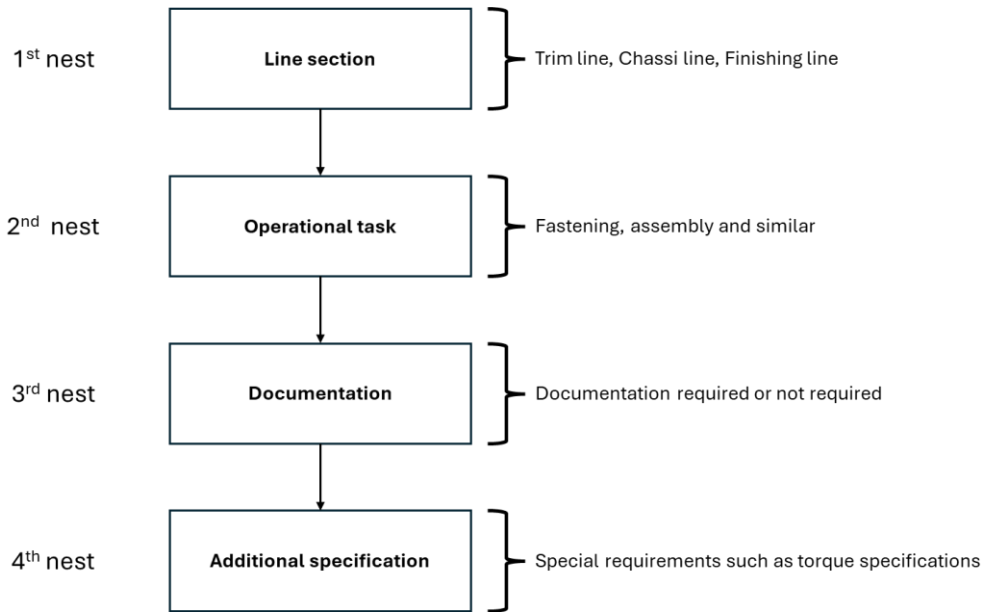 1st nest
Line section
Trim line, Chassi line, Finishing line
2nd nest
Operational task
Fastening, assembly and similar
3rd nest
Documentation
Documentation required or not required
4th nest
Additional specification
Special requirements such as torque specifications